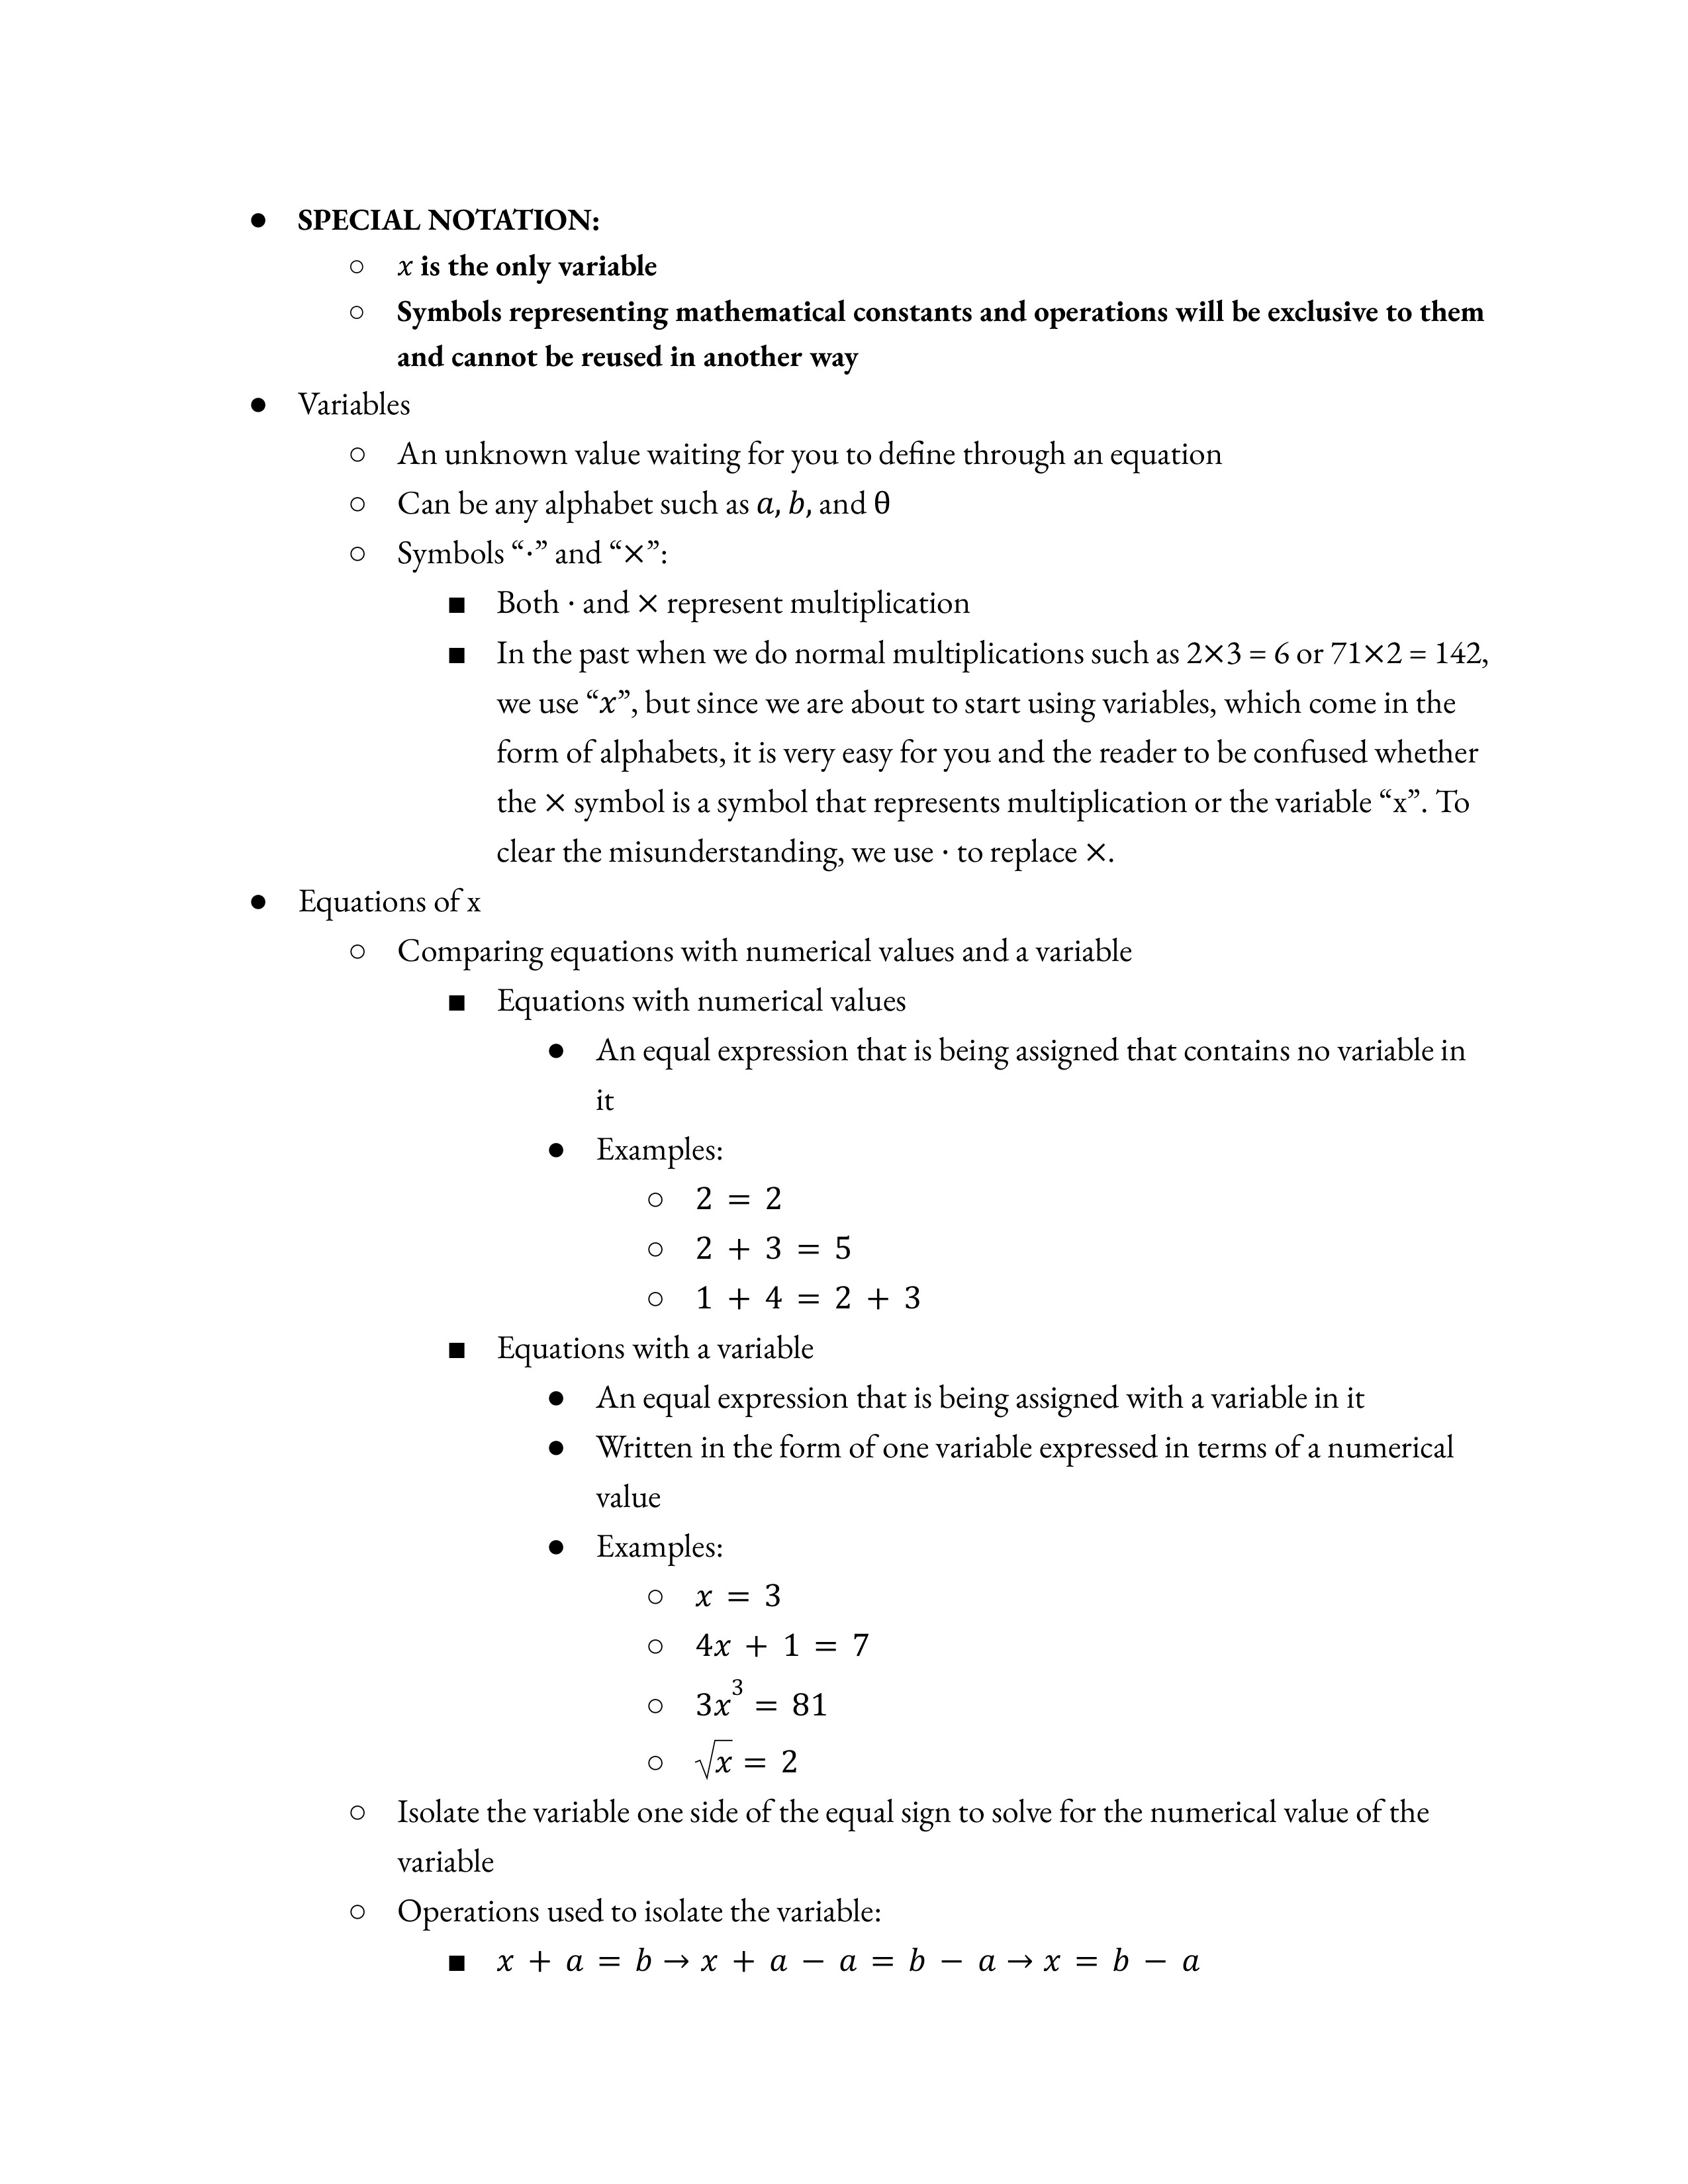 ● SPECIAL NOTATION:
○ x is the only variable
○ Symbols representing mathematical constants and operations will be exclusive to them
and cannot be reused in another way
● Variables
○ An unknown value waiting for you to define through an equation
○ Can be any alphabet such as a, b, and θ
○ Symbols “·” and “×”:
■ Both · and × represent multiplication
■ In the past when we do normal multiplications such as 2×3 = 6 or 71×2 = 142,
we use “x”, but since we are about to start using variables, which come in the
form of alphabets, it is very easy for you and the reader to be confused whether
the × symbol is a symbol that represents multiplication or the variable “x”. To
clear the misunderstanding, we use · to replace ×.
● Equations of x
○ Comparing equations with numerical values and a variable
■ Equations with numerical values
● An equal expression that is being assigned that contains no variable in
it
● Examples:
○ 2 = 2
○ 2 + 3 = 5
○ 1 + 4 = 2 + 3
■ Equations with a variable
● An equal expression that is being assigned with a variable in it
● Written in the form of one variable expressed in terms of a numerical
value
● Examples:
○ x = 3
○ 4x + 1 = 7
○ 3x³ = 81
○ √x = 2
○ Isolate the variable one side of the equal sign to solve for the numerical value of the
variable
○ Operations used to isolate the variable:
■ x + a = b → x + a − a = b − a → x = b − a